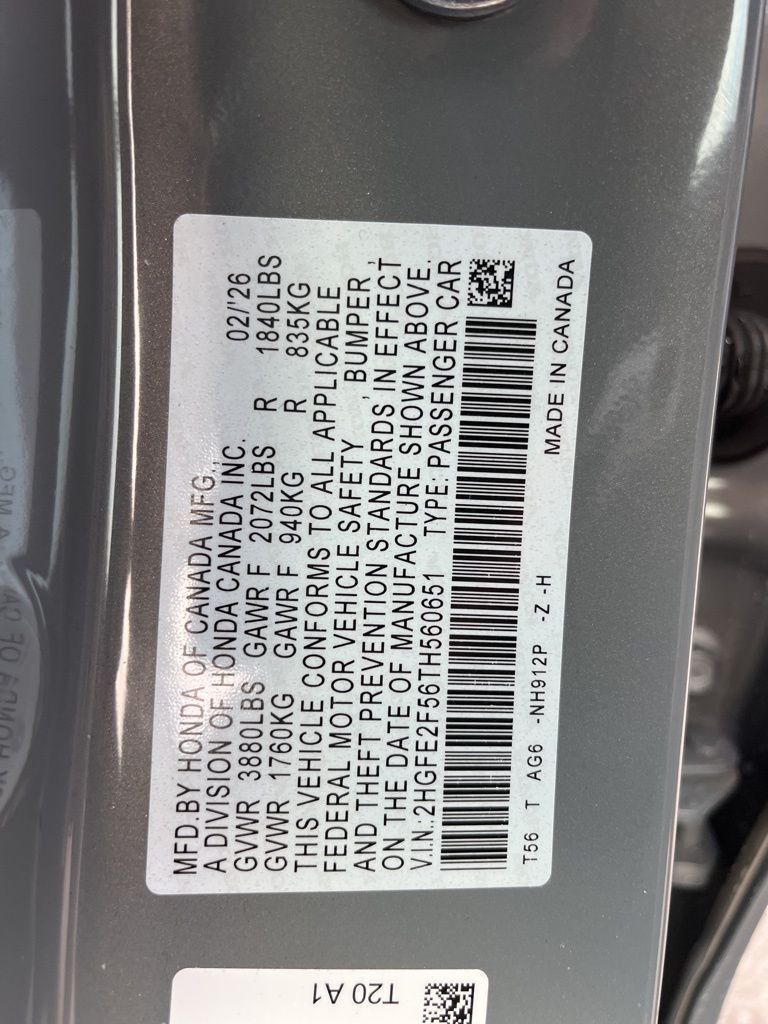 MFD.BY HONDA OF CANADA MFG.,
A DIVISION OF HONDA CANADA INC. 02/'26
GVWR 3880LBS GAWR F 2072LBS R 1840LBS
GVWR 1760KG GAWR F 940KG R 835KG
THIS VEHICLE CONFORMS TO ALL APPLICABLE
FEDERAL MOTOR VEHICLE SAFETY, BUMPER,
AND THEFT PREVENTION STANDARDS IN EFFECT
ON THE DATE OF MANUFACTURE SHOWN ABOVE.
V.I.N.:2HGFE2F56TH560651 TYPE: PASSENGER CAR
T56 T AG6 -NH912P -Z -H MADE IN CANADA
T20 A1